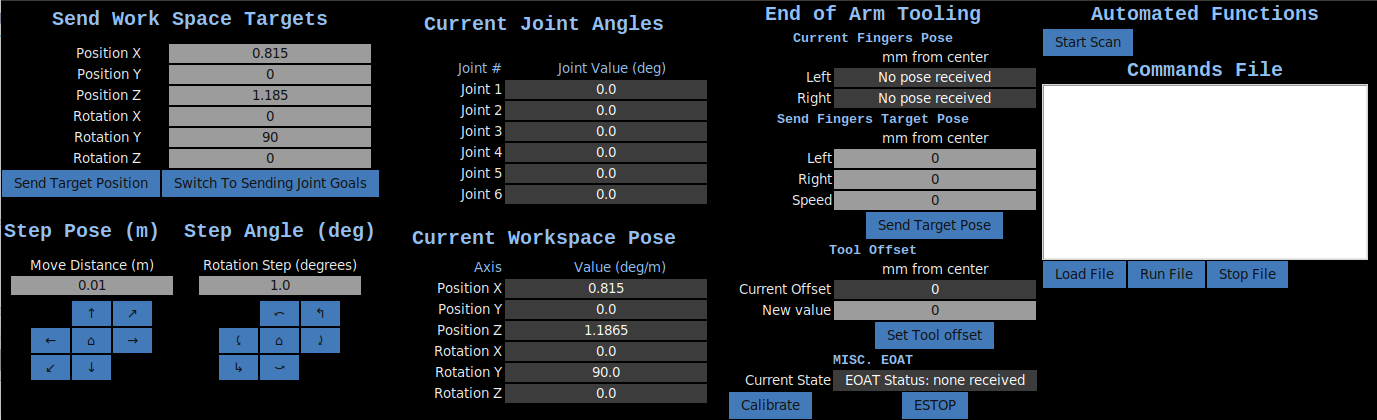 Send Work Space Targets
Position X 0.815
Position Y 0
Position Z 1.185
Rotation X 0
Rotation Y 90
Rotation Z 0
Send Target Position Switch To Sending Joint Goals
Step Pose (m) Step Angle (deg)
Move Distance (m) Rotation Step (degrees)
0.01 1.0
↑ ↗ ⤺ ↰
← ⌂ → ⤹ ⌂ ⤸
↙ ↓ ↳ ⤻
Current Joint Angles
Joint # Joint Value (deg)
Joint 1 0.0
Joint 2 0.0
Joint 3 0.0
Joint 4 0.0
Joint 5 0.0
Joint 6 0.0
Current Workspace Pose
Axis Value (deg/m)
Position X 0.815
Position Y 0.0
Position Z 1.1865
Rotation X 0.0
Rotation Y 90.0
Rotation Z 0.0
End of Arm Tooling
Current Fingers Pose
mm from center
Left No pose received
Right No pose received
Send Fingers Target Pose
mm from center
Left 0
Right 0
Speed 0
Send Target Pose
Tool Offset
mm from center
Current Offset 0
New value 0
Set Tool offset
MISC. EOAT
Current State EOAT Status: none received
Calibrate ESTOP
Automated Functions
Start Scan
Commands File
Load File Run File Stop File